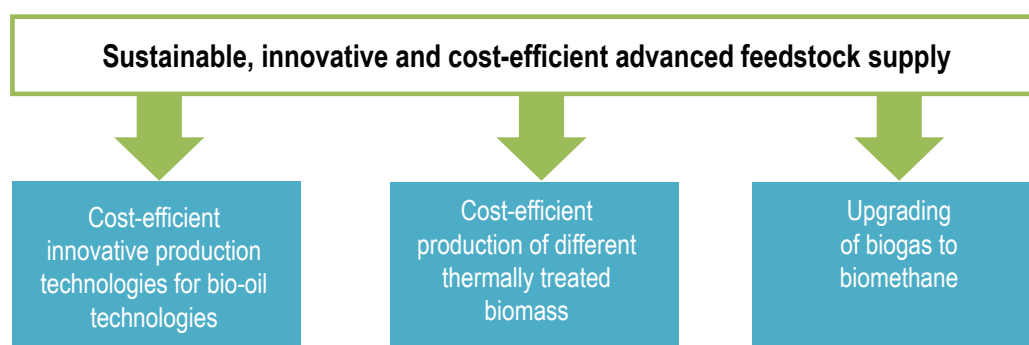 Sustainable, innovative and cost-efficient advanced feedstock supply
Cost-efficient
innovative production
technologies for bio-oil
technologies
Cost-efficient
production of different
thermally treated
biomass
Upgrading
of biogas to
biomethane